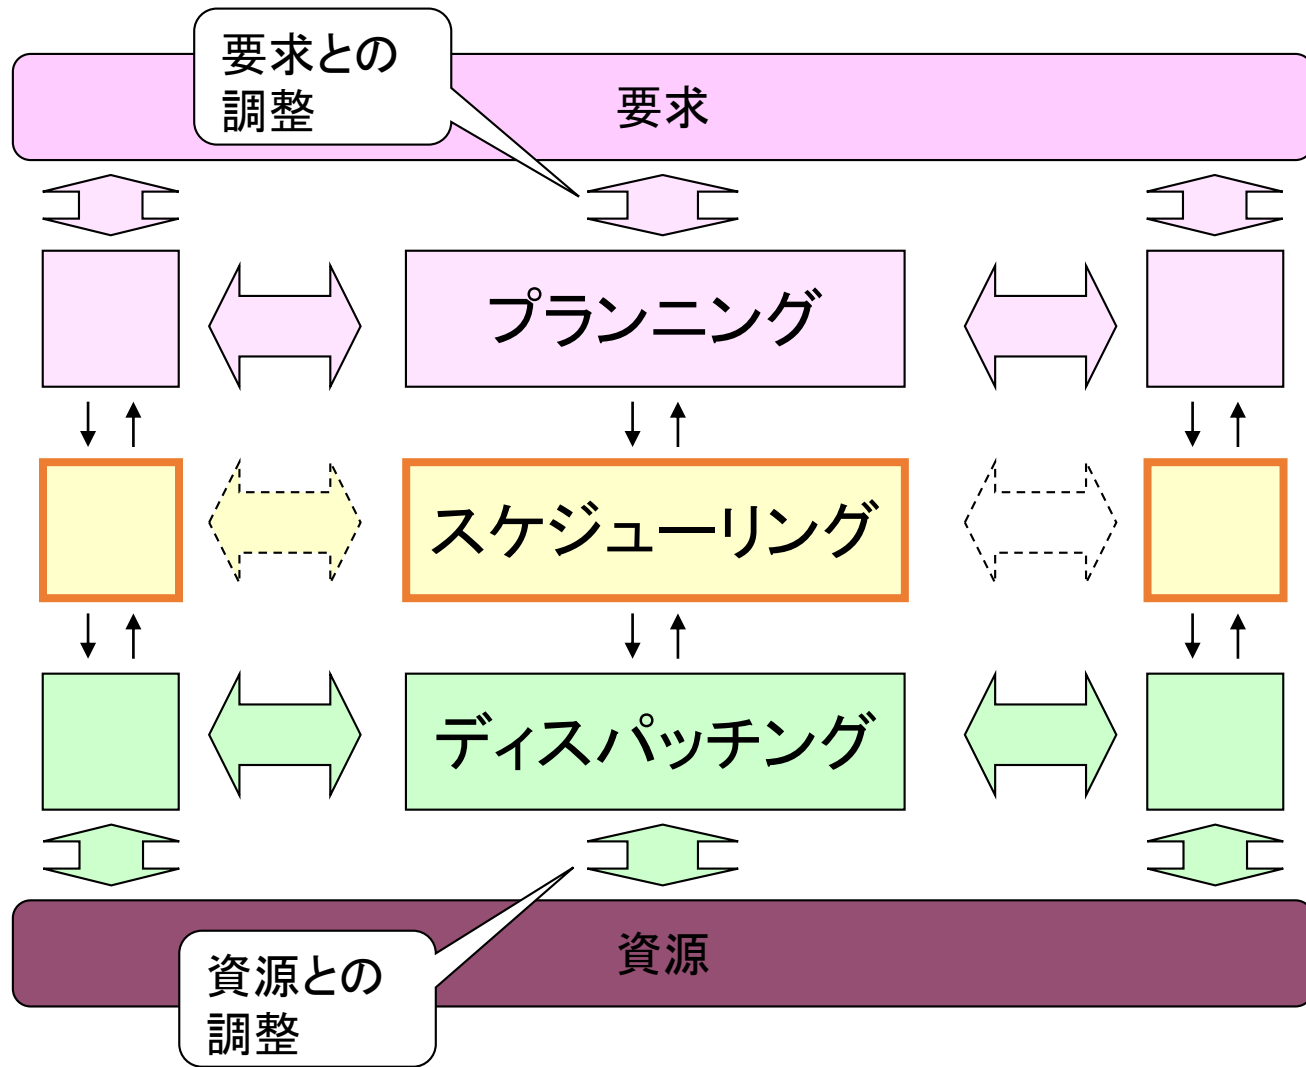 要求との
調整
要求
プランニング
スケジューリング
ディスパッチング
資源
資源との
調整